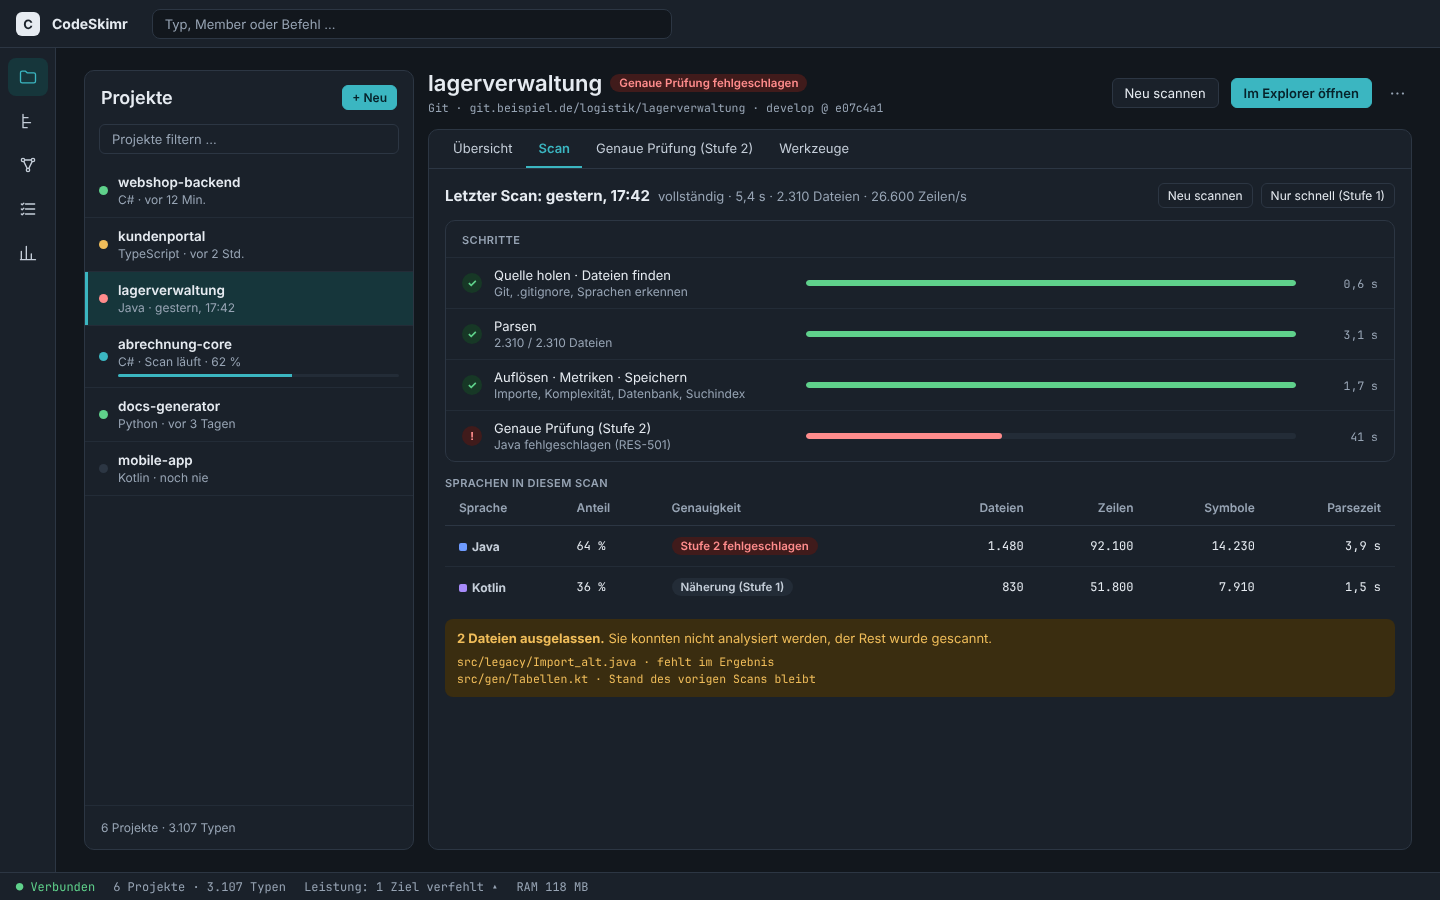 C CodeSkimr
Typ, Member oder Befehl ...
Projekte
+ Neu
Projekte filtern ...
webshop-backend
C# · vor 12 Min.
kundenportal
TypeScript · vor 2 Std.
lagerverwaltung
Java · gestern, 17:42
abrechnung-core
C# · Scan läuft · 62 %
docs-generator
Python · vor 3 Tagen
mobile-app
Kotlin · noch nie
6 Projekte · 3.107 Typen
lagerverwaltung Genaue Prüfung fehlgeschlagen
Git · git.beispiel.de/logistik/lagerverwaltung · develop @ e07c4a1
Neu scannen Im Explorer öffnen ···
Übersicht Scan Genaue Prüfung (Stufe 2) Werkzeuge
Letzter Scan: gestern, 17:42 vollständig · 5,4 s · 2.310 Dateien · 26.600 Zeilen/s
Neu scannen Nur schnell (Stufe 1)
SCHRITTE
Quelle holen · Dateien finden
Git, .gitignore, Sprachen erkennen
0,6 s
Parsen
2.310 / 2.310 Dateien
3,1 s
Auflösen · Metriken · Speichern
Importe, Komplexität, Datenbank, Suchindex
1,7 s
! Genaue Prüfung (Stufe 2)
Java fehlgeschlagen (RES-501)
41 s
SPRACHEN IN DIESEM SCAN
Sprache Anteil Genauigkeit Dateien Zeilen Symbole Parsezeit
Java 64 % Stufe 2 fehlgeschlagen 1.480 92.100 14.230 3,9 s
Kotlin 36 % Näherung (Stufe 1) 830 51.800 7.910 1,5 s
2 Dateien ausgelassen. Sie konnten nicht analysiert werden, der Rest wurde gescannt.
src/legacy/Import_alt.java · fehlt im Ergebnis
src/gen/Tabellen.kt · Stand des vorigen Scans bleibt
Verbunden 6 Projekte · 3.107 Typen Leistung: 1 Ziel verfehlt ▴ RAM 118 MB